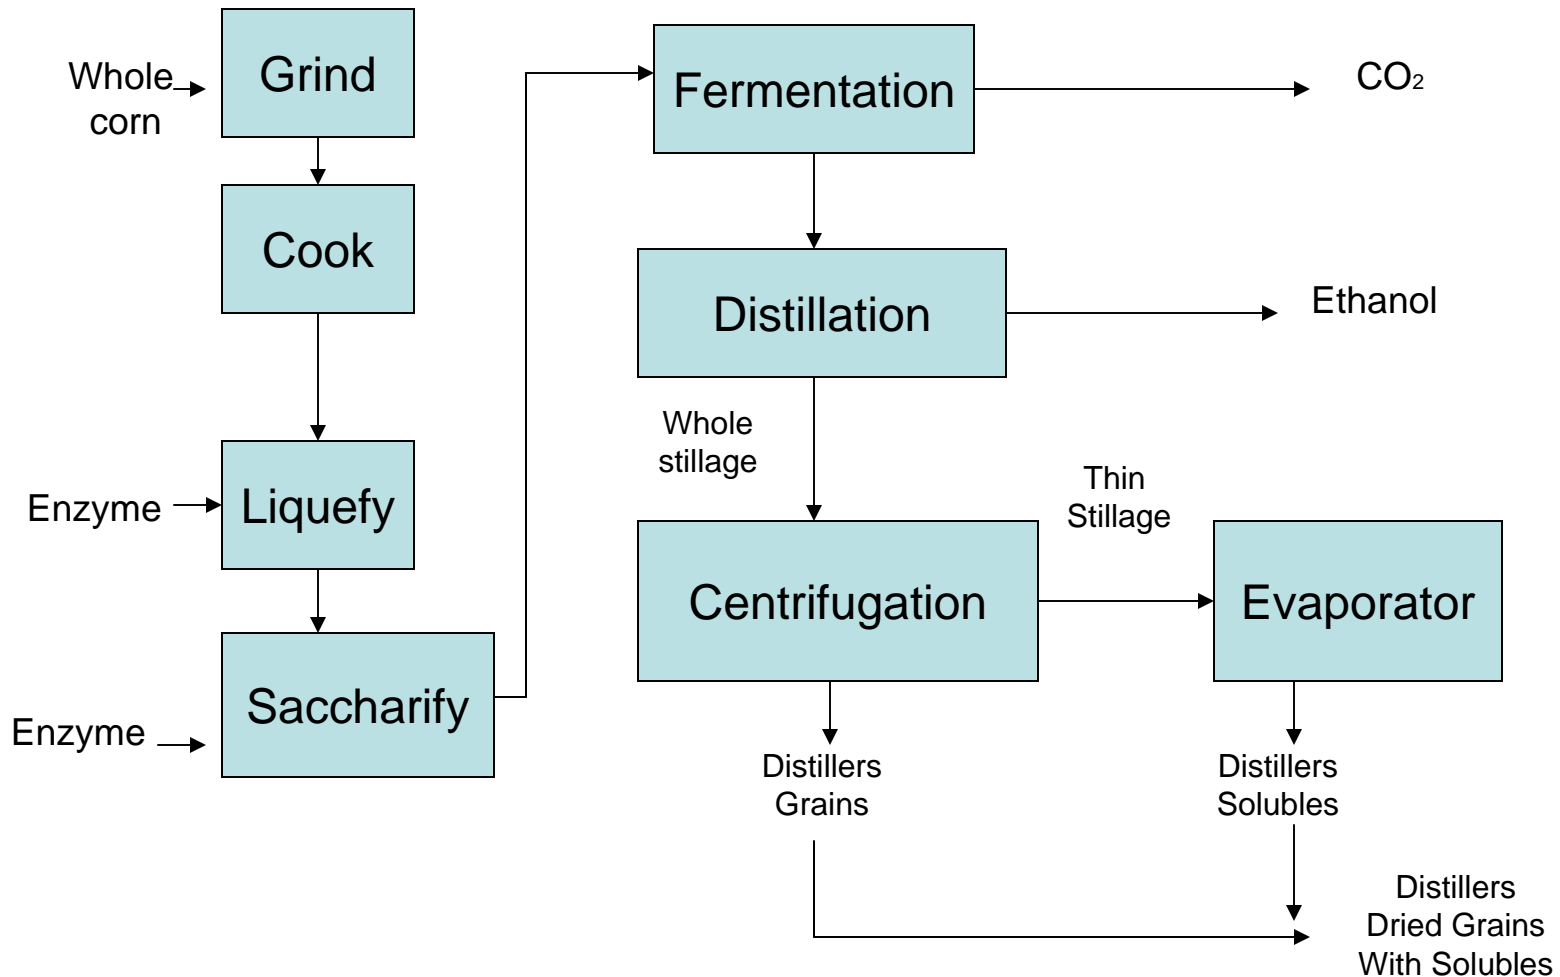 Whole
corn
Grind
Cook
Enzyme
Liquefy
Enzyme
Saccharify
Fermentation
CO₂
Distillation
Ethanol
Whole
stillage
Centrifugation
Thin
Stillage
Evaporator
Distillers
Grains
Distillers
Solubles
Distillers
Dried Grains
With Solubles